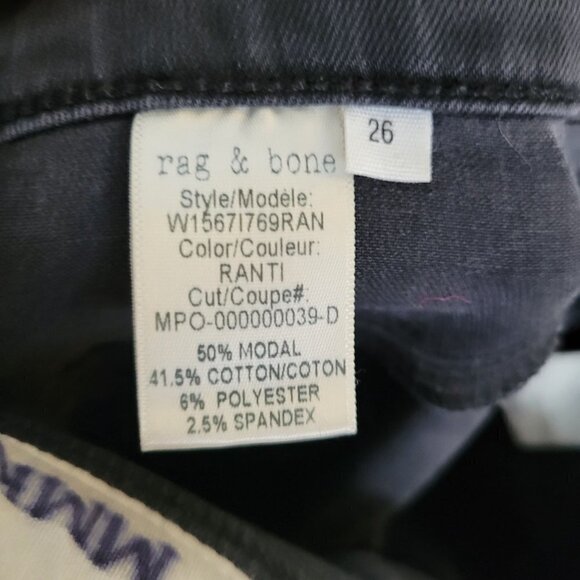 rag & bone
26
Style/Modèle:
W1567I769RAN
Color/Couleur:
RANTI
Cut/Coupe#:
MPO-000000039-D
50% MODAL
41.5% COTTON/COTON
6% POLYESTER
2.5% SPANDEX